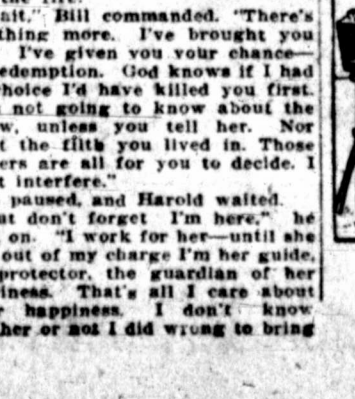 ait," Bill commanded. "There's
thing more. I've brought you
I've given you your chance—
edemption. God knows if I had
hoice I'd have killed you first.
not going to know about the
w, unless you tell her. Nor
t the filth you lived in. Those
ers are all for you to decide. I
t interfere."
paused, and Harold waited.
at don't forget I'm here," he
on. "I work for her—until she
out of my charge I'm her guide,
protector, the guardian of her
iness. That's all I care about
r happiness. I don't know
her or not I did wrong to bring